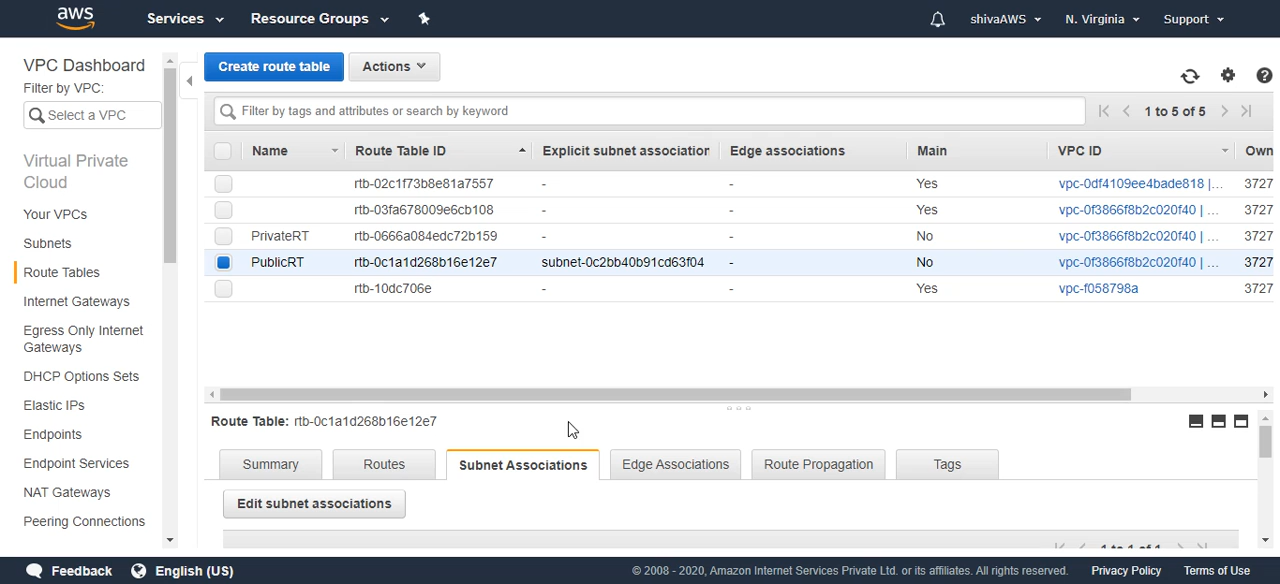 aws Services Resource Groups shivaAWS N. Virginia Support
VPC Dashboard
Filter by VPC:
Select a VPC
Virtual Private
Cloud
Your VPCs
Subnets
Route Tables
Internet Gateways
Egress Only Internet
Gateways
DHCP Options Sets
Elastic IPs
Endpoints
Endpoint Services
NAT Gateways
Peering Connections
Create route table Actions
Filter by tags and attributes or search by keyword 1 to 5 of 5
Name Route Table ID Explicit subnet association Edge associations Main VPC ID Own
rtb-02c1f73b8e81a7557 - - Yes vpc-0df4109ee4bade818 |... 3727
rtb-03fa678009e6cb108 - - Yes vpc-0f3866f8b2c020f40 | ... 3727
PrivateRT rtb-0666a084edc72b159 - - No vpc-0f3866f8b2c020f40 | ... 3727
PublicRT rtb-0c1a1d268b16e12e7 subnet-0c2bb40b91cd63f04 - No vpc-0f3866f8b2c020f40 | ... 3727
rtb-10dc706e - - Yes vpc-f058798a 3727
Route Table: rtb-0c1a1d268b16e12e7
Summary Routes Subnet Associations Edge Associations Route Propagation Tags
Edit subnet associations
1 to 1 of 1
Feedback English (US) © 2008 - 2020, Amazon Internet Services Private Ltd. or its affiliates. All rights reserved. Privacy Policy Terms of Use